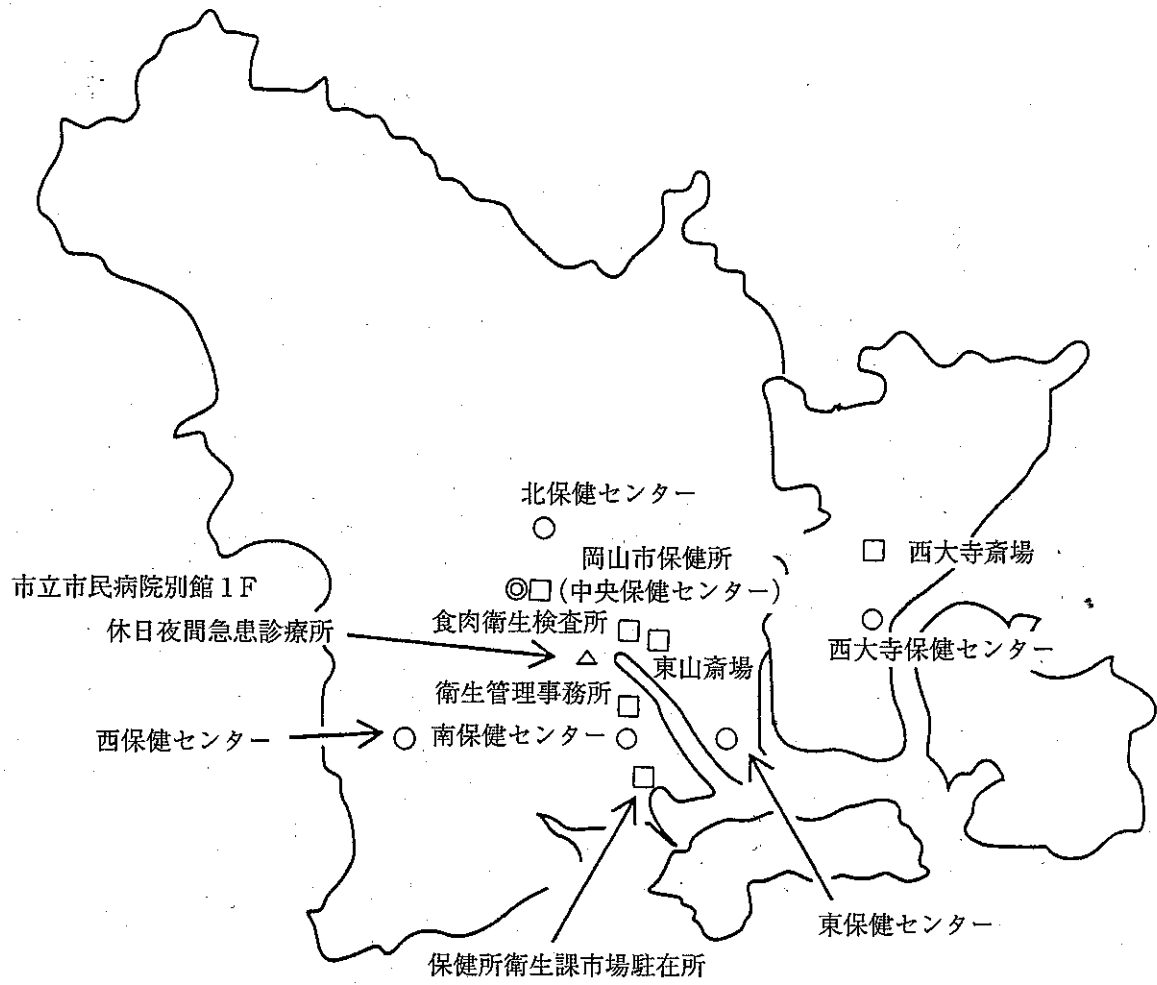 北保健センター
岡山市保健所
(中央保健センター)
西大寺斎場
市立市民病院別館1F
休日夜間急患診療所
食肉衛生検査所
東山斎場
西大寺保健センター
衛生管理事務所
西保健センター
南保健センター
東保健センター
保健所衛生課市場駐在所